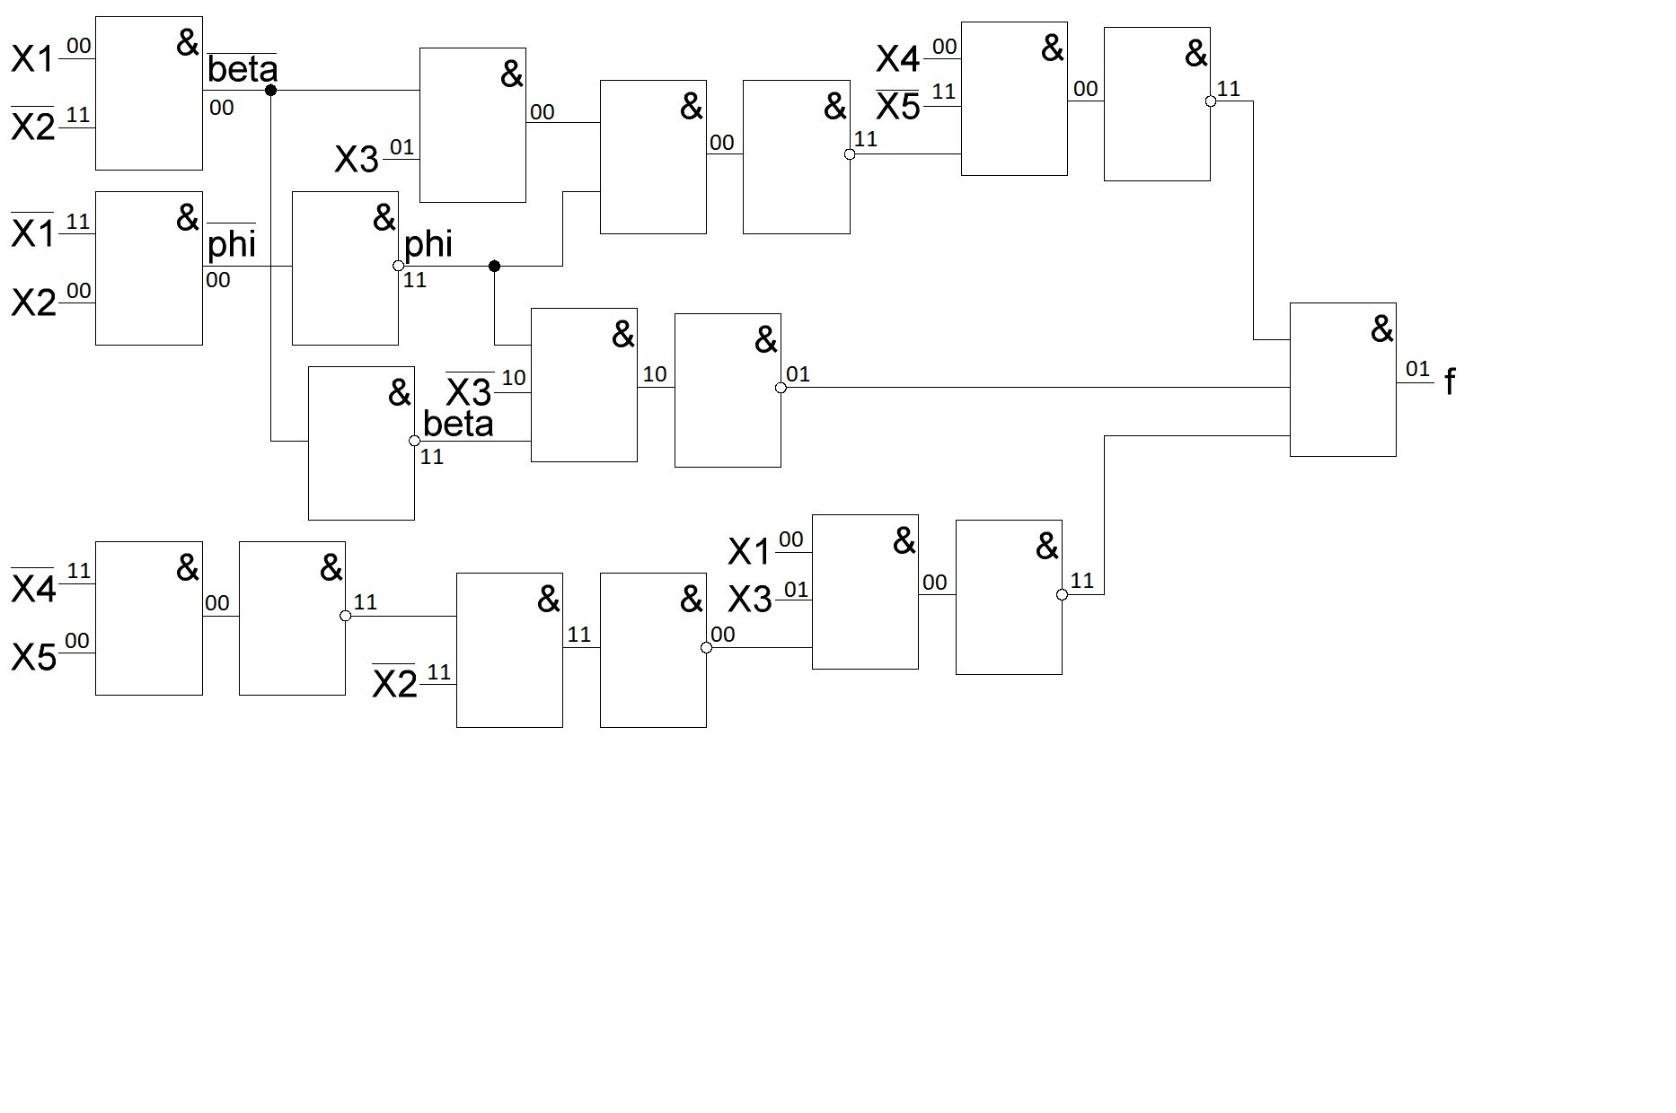 X1 00 & beta 00
X2 11
& 00
X3 01
& 00
& 11
X4 00 & 00
X5 11
& 11
X1 11 & phi 00
X2 00
& phi 11
X3 10 & 10
& 01
& beta 11
& 01 f
X4 11 & 00
X5 00
& 11
X2 11 & 11
& 00
X1 00 & 00
X3 01
& 11